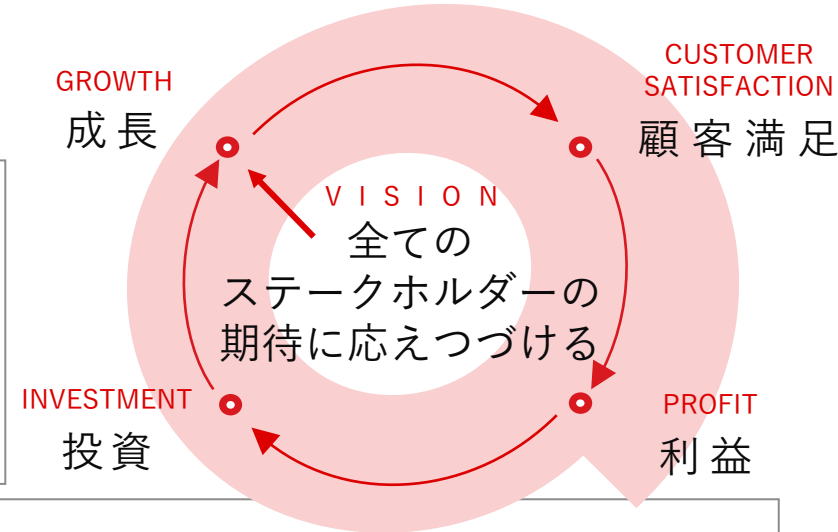 GROWTH
成長
CUSTOMER
SATISFACTION
顧客満足
VISION
全ての
ステークホルダーの
期待に応えつづける
INVESTMENT
投資
PROFIT
利益